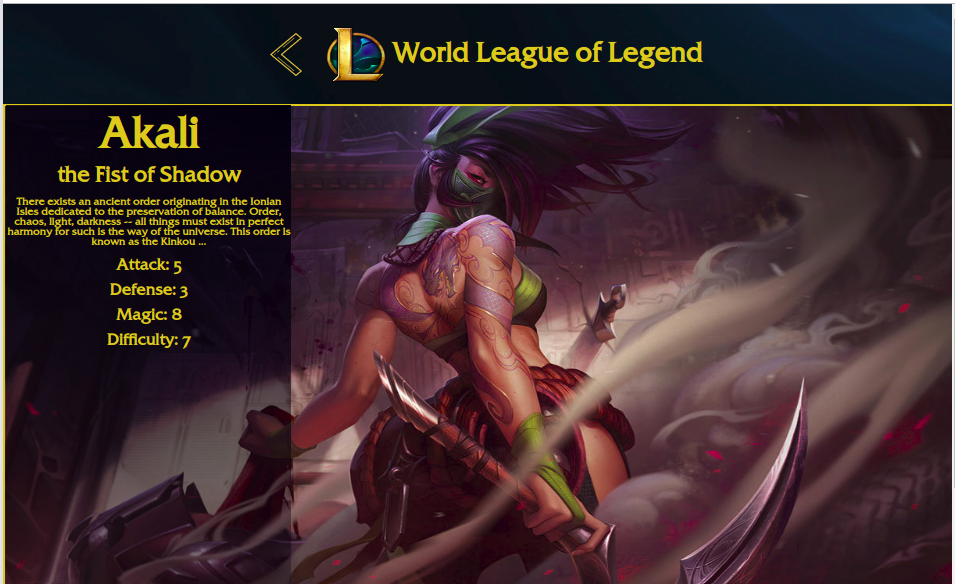 World League of Legend
Akali
the Fist of Shadow
There exists an ancient order originating in the Ionian
Isles dedicated to the preservation of balance. Order,
chaos, light, darkness -- all things must exist in perfect
harmony for such is the way of the universe. This order is
known as the Kinkou ...
Attack: 5
Defense: 3
Magic: 8
Difficulty: 7